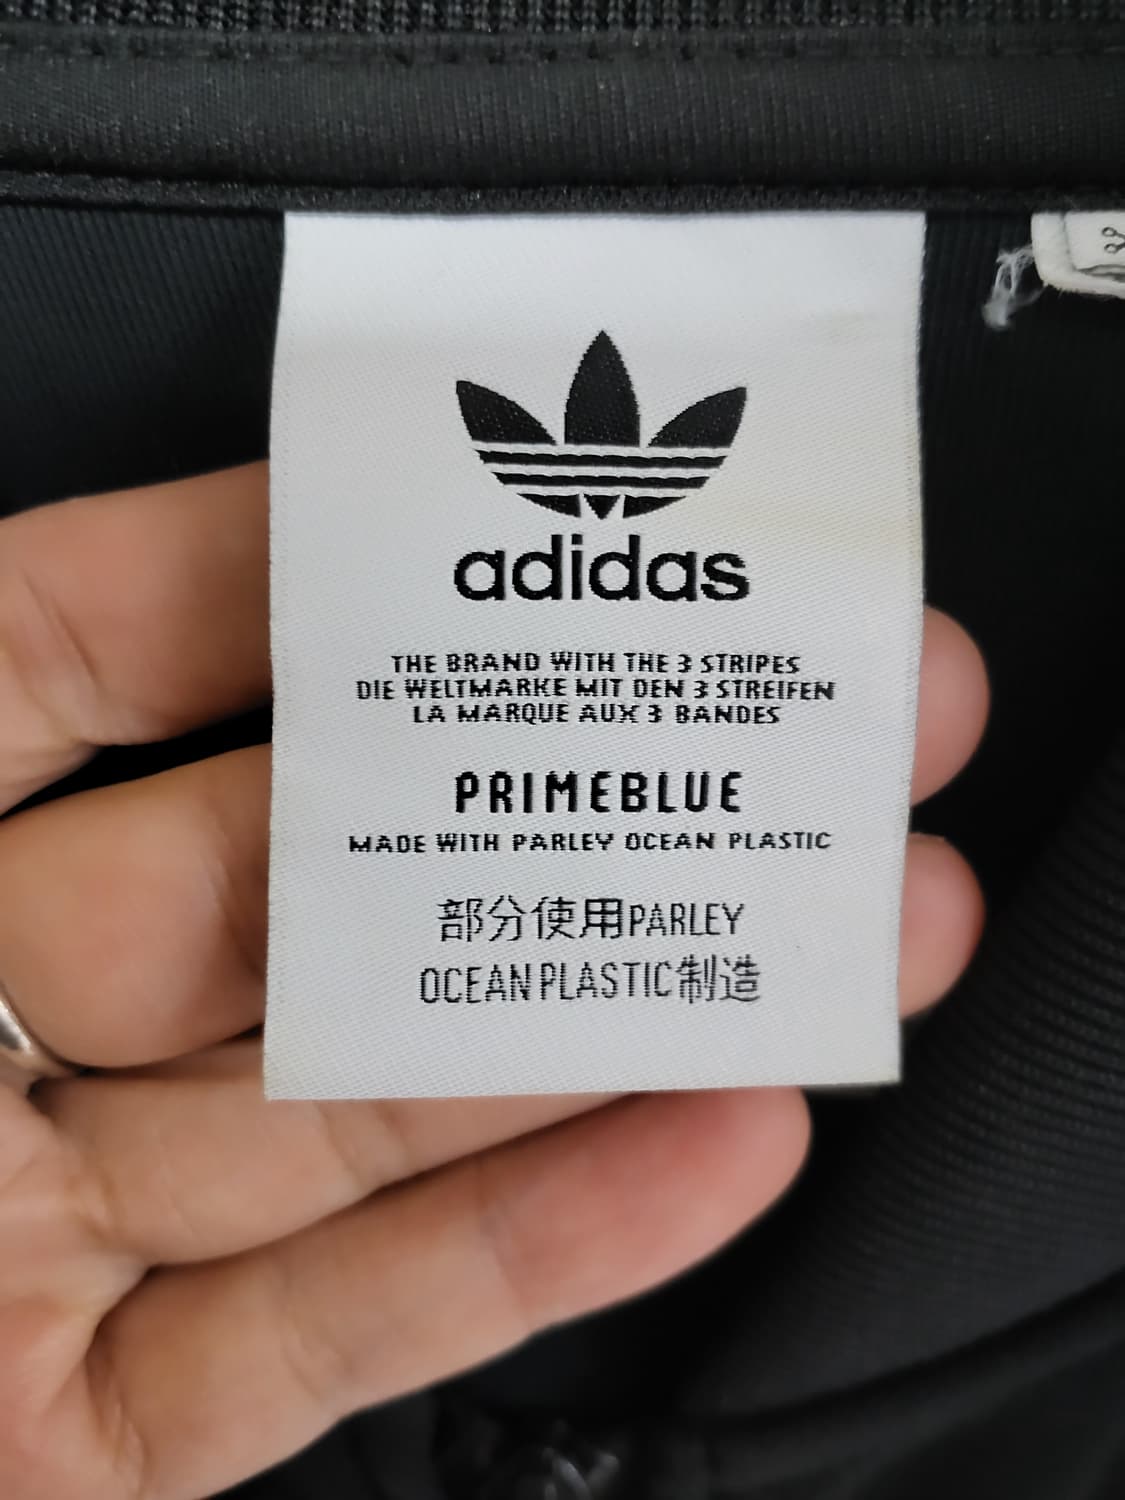 adidas
THE BRAND WITH THE 3 STRIPES
DIE WELTMARKE MIT DEN 3 STREIFEN
LA MARQUE AUX 3 BANDES
PRIMEBLUE
MADE WITH PARLEY OCEAN PLASTIC
部分使用PARLEY
OCEAN PLASTIC制造